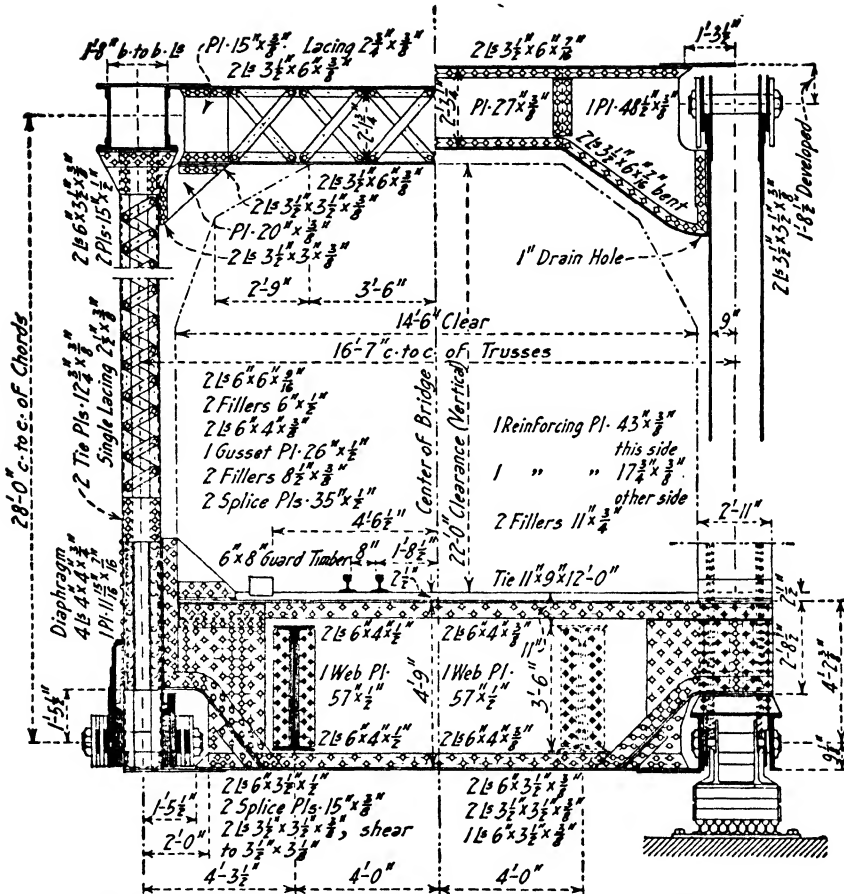 1'-8" b. to b. Ls
Pl.15"x3/8". Lacing 2 3/4"x3/8"
2Ls 3 1/2"x6"x3/8"
2Ls 3 1/2"x6"x7/16"
1'-3 1/2"
2'-1 3/4"
2'-3 1/4"
Pl.27"x3/8"
1 Pl.48 1/2"x3/8"
2Ls 3 1/2"x6"x7/16" bent
1'-8 1/2" Developed
2Ls 3 1/2"x3 1/2"x3/8"
2Ls 6"x3 1/2"x3/8"
2 Pls.15"x1/2"
2Ls 3 1/2"x6"x3/8"
2Ls 3 1/2"x3 1/2"x3/8"
Pl.20"x3/8"
2Ls 3 1/2"x3"x3/8"
1" Drain Hole
2'-9"
3'-6"
14'-6" Clear
9"
16'-7" c. to c. of Trusses
28'-0" c. to c. of Chords
2 Tie Pls.12 3/4"x3/8"
Single Lacing 2 1/2"x3/8"
2Ls 6"x6"x9/16"
2 Fillers 6"x1/2"
2Ls 6"x4"x3/8"
1 Gusset Pl.26"x1/2"
2 Fillers 8 1/2"x3/8"
2 Splice Pls.35"x1/2"
Center of Bridge
22'-0" Clearance (Vertical)
1 Reinforcing Pl. 43"x3/8"
this side
1 " " 17 3/4"x3/8"
other side
2 Fillers 11"x3/4"
2'-11"
4'-6 1/2"
6"x8" Guard Timber
8"
1'-8 1/2"
2 1/2"
Tie 11"x9"x12'-0"
2 1/2"
Diaphragm
4Ls 4"x4"x3/4"
1 Pl.11 15/16"x7/16"
2Ls 6"x4"x1/2"
2Ls 6"x4"x3/8"
11"
1 Web Pl.
57"x1/2"
4'-9"
1 Web Pl.
57"x1/2"
3'-6"
2'-8 1/2"
4'-2 3/4"
2Ls 6"x4"x1/2"
2Ls 6"x4"x3/8"
1'-5 1/2"
9 1/2"
1'-5 1/2"
2'-0"
2Ls 6"x3 1/2"x1/2"
2 Splice Pls.15"x3/8"
2Ls 3 1/2"x3 1/2"x3/8", shear
to 3 1/2"x3 1/8"
2Ls 6"x3 1/2"x3/8"
2Ls 3 1/2"x3 1/2"x3/8"
1Ls 6"x3 1/2"x3/8"
4'-3 1/2"
4'-0"
4'-0"